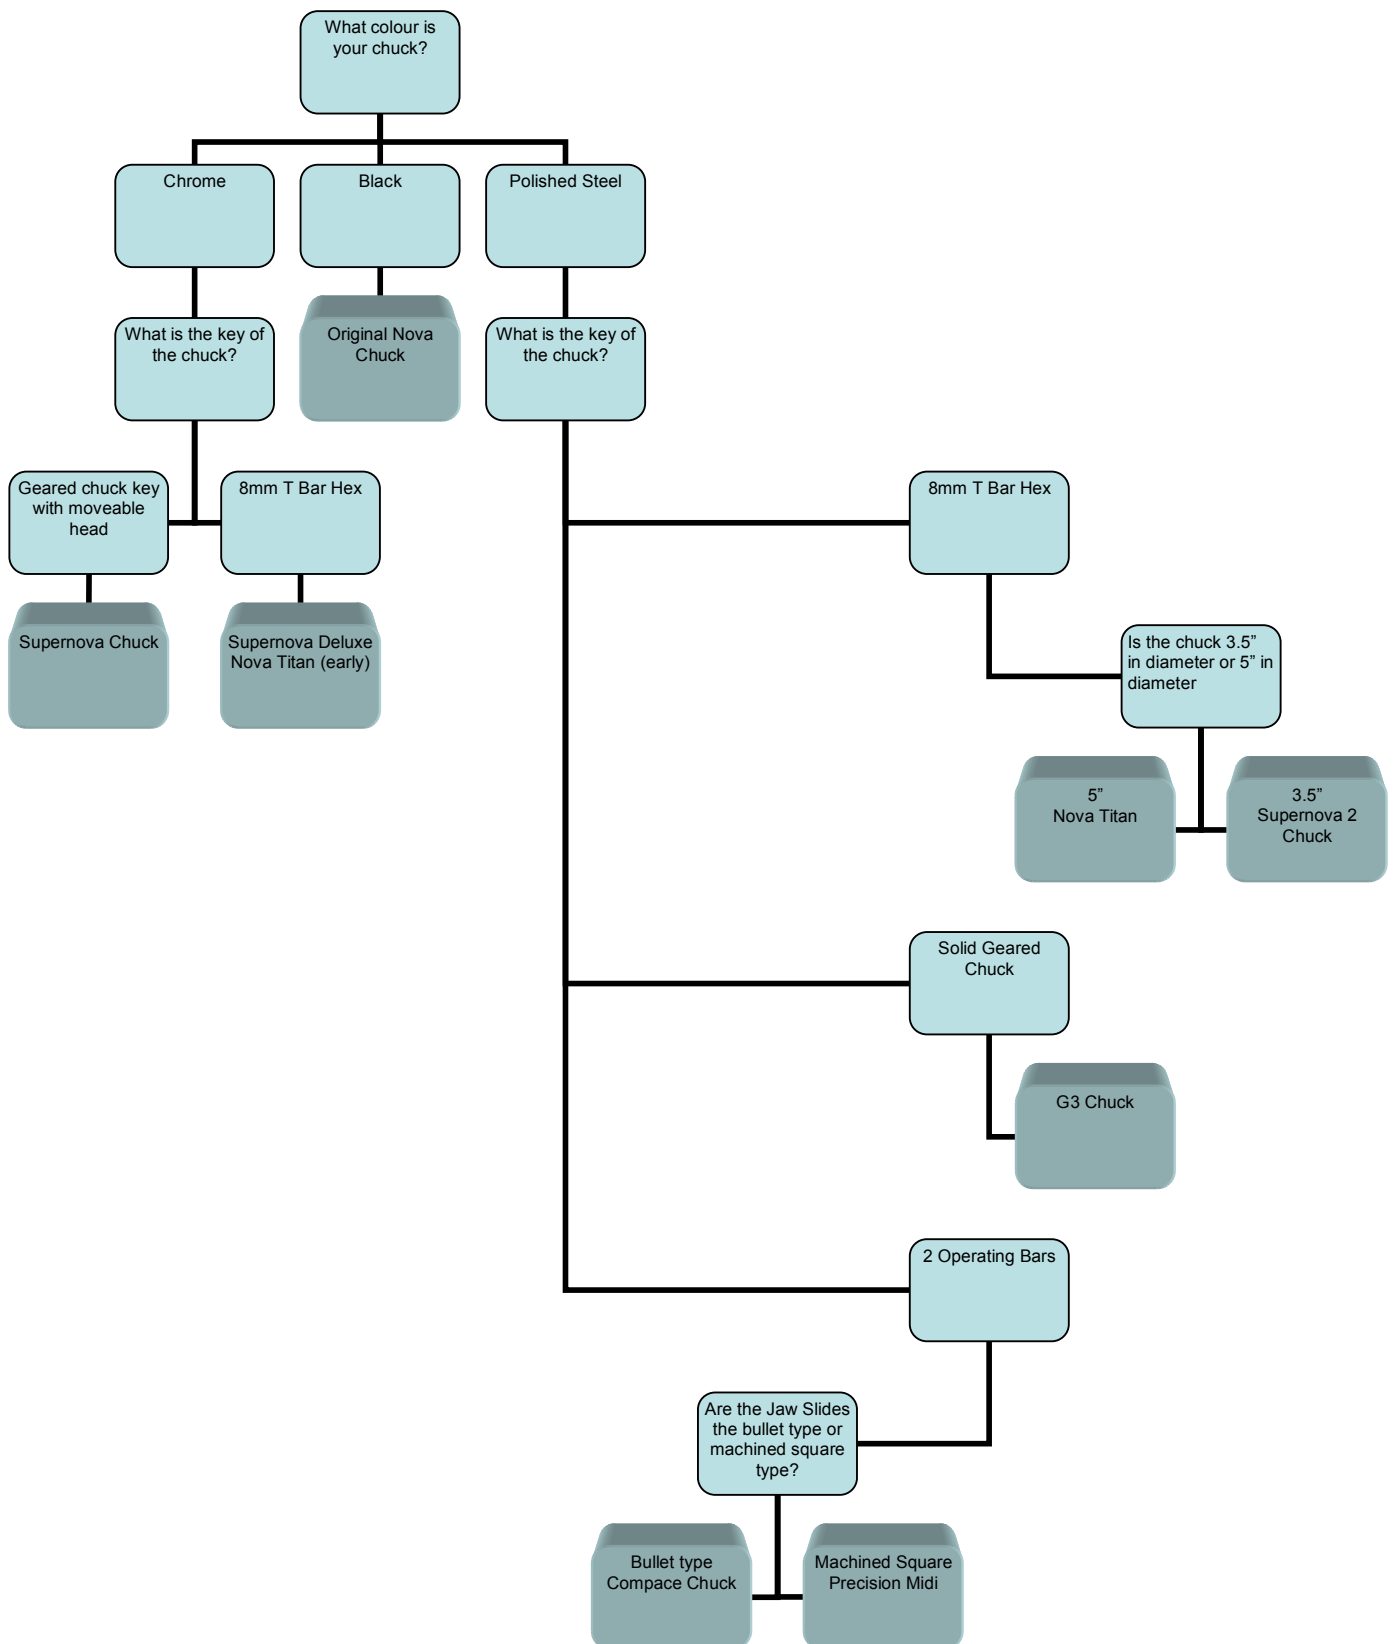 What colour is
your chuck?
Chrome
Black
Polished Steel
What is the key of
the chuck?
Original Nova
Chuck
What is the key of
the chuck?
Geared chuck key
with moveable
head
8mm T Bar Hex
8mm T Bar Hex
Supernova Chuck
Supernova Deluxe
Nova Titan (early)
Is the chuck 3.5”
in diameter or 5” in
diameter
5”
Nova Titan
3.5”
Supernova 2
Chuck
Solid Geared
Chuck
G3 Chuck
2 Operating Bars
Are the Jaw Slides
the bullet type or
machined square
type?
Bullet type
Compace Chuck
Machined Square
Precision Midi